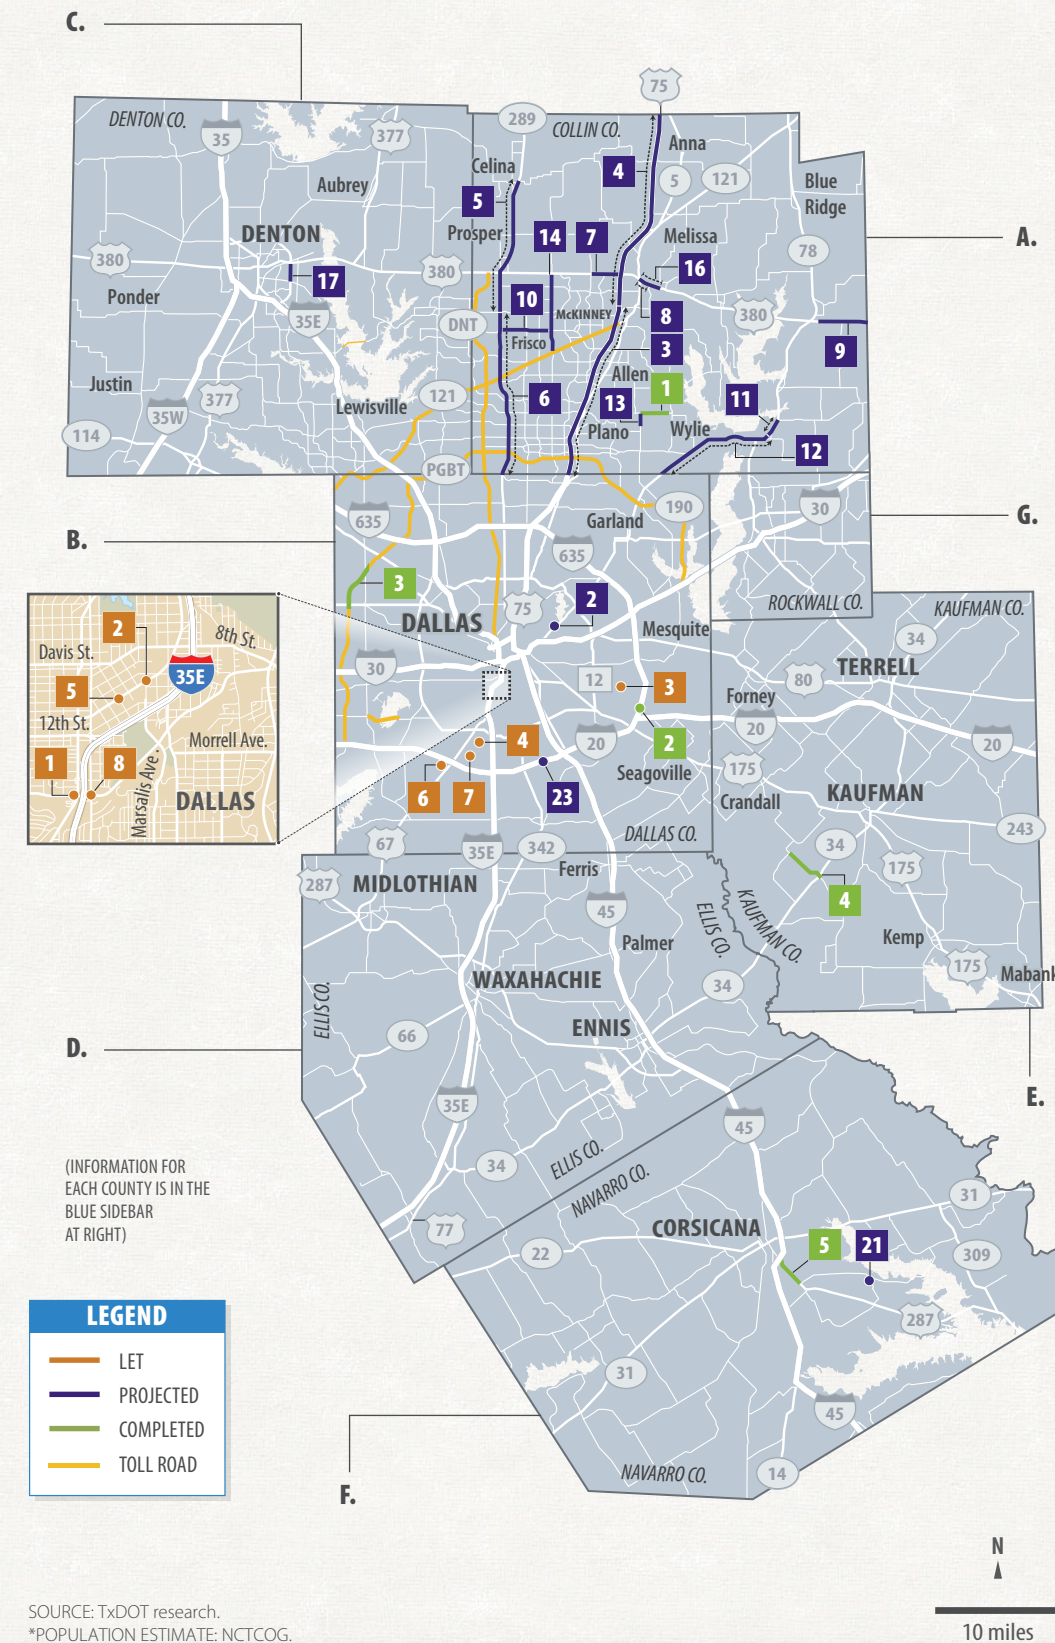 C.
75
DENTON CO.
289
COLLIN CO.
35
377
Anna
4
Celina
5
121
Aubrey
Blue
Ridge
5
DENTON
Prosper
14
7
Melissa
A.
380
380
17
16
78
Ponder
10
35E
DNT
McKINNEY
8
380
Frisco
3
9
Justin
Allen
1
377
121
6
13
11
35W
Lewisville
Plano
Wylie
114
12
PGBT
190
30
635
Garland
G.
B.
635
3
2
75
ROCKWALL CO.
KAUFMAN CO.
DALLAS
Mesquite
34
2
8th St.
Davis St.
35E
30
TERRELL
12
3
80
5
Forney
12th St.
Morrell Ave.
4
20
2
20
20
1
8
Seagoville
175
Marsalis Ave.
DALLAS
6
7
23
Crandall
KAUFMAN
DALLAS CO.
243
67
35E
342
34
Ferris
175
287
MIDLOTHIAN
4
45
ELLIS CO.
KAUFMAN CO.
Palmer
Kemp
175
Mabank
WAXAHACHIE
34
ELLIS CO.
ENNIS
66
D.
E.
35E
45
(INFORMATION FOR
EACH COUNTY IS IN THE
BLUE SIDEBAR
AT RIGHT)
34
ELLIS CO.
NAVARRO CO.
31
77
CORSICANA
22
5
21
309
LEGEND
287
LET
31
PROJECTED
45
COMPLETED
TOLL ROAD
NAVARRO CO.
14
F.
N
SOURCE: TxDOT research.
*POPULATION ESTIMATE: NCTCOG.
10 miles